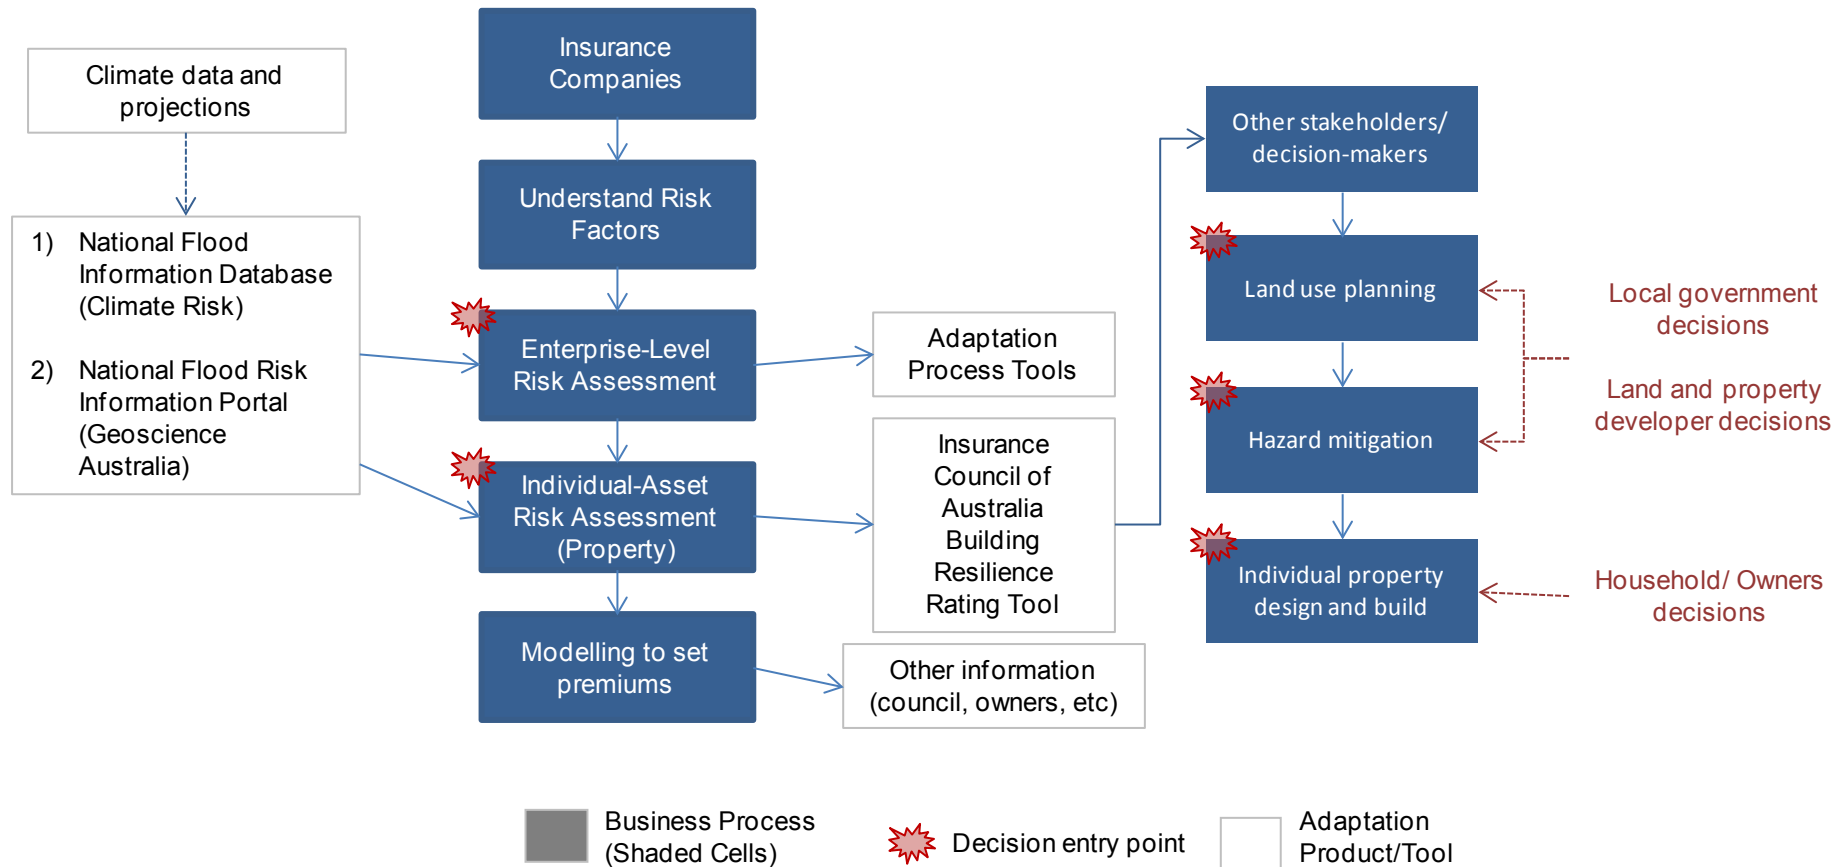 Insurance
Companies
Climate data and
projections
Other stakeholders/
decision-makers
Understand Risk
Factors
1) National Flood
Information Database
(Climate Risk)
2) National Flood Risk
Information Portal
(Geoscience
Australia)
Land use planning
Local government
decisions
Enterprise-Level
Risk Assessment
Adaptation
Process Tools
Land and property
developer decisions
Hazard mitigation
Individual-Asset
Risk Assessment
(Property)
Insurance
Council of
Australia
Building
Resilience
Rating Tool
Individual property
design and build
Household/ Owners
decisions
Modelling to set
premiums
Other information
(council, owners, etc)
Business Process
(Shaded Cells)
Decision entry point
Adaptation
Product/Tool